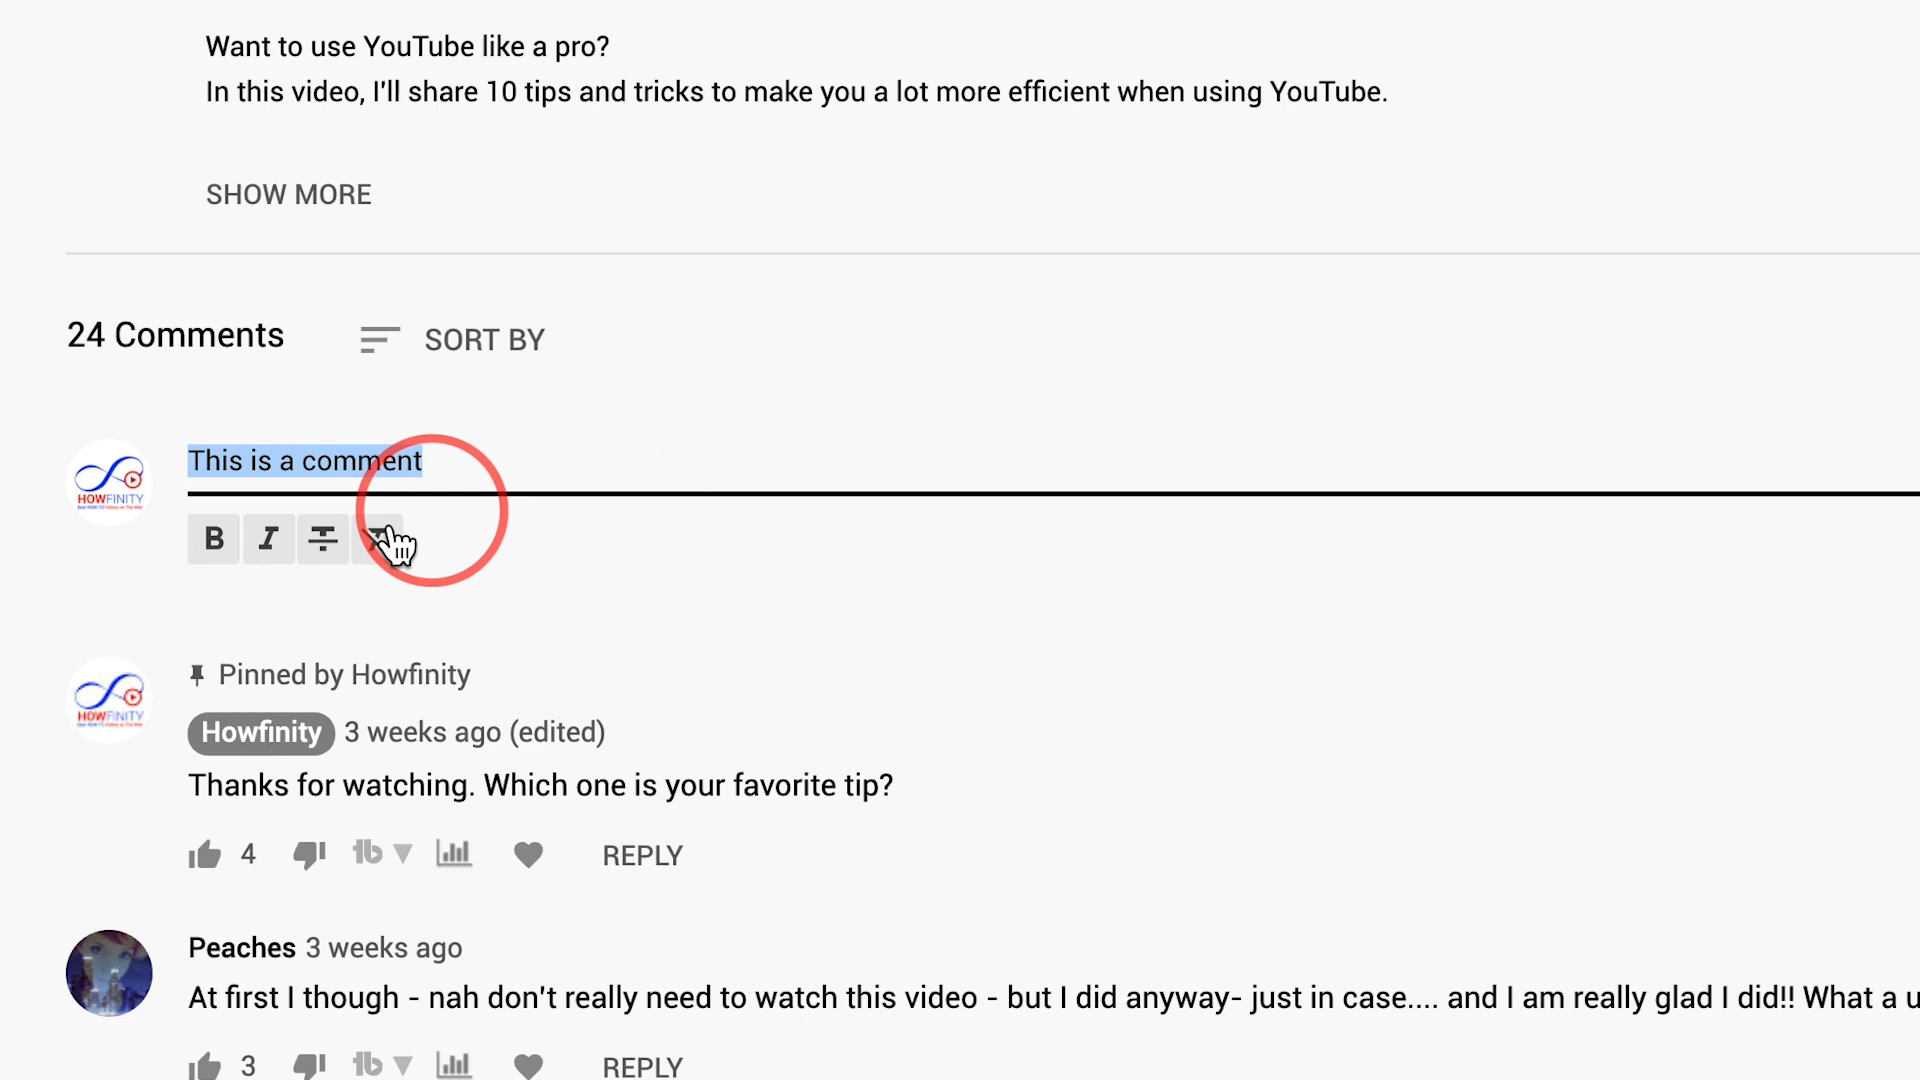 Want to use YouTube like a pro?
In this video, I'll share 10 tips and tricks to make you a lot more efficient when using YouTube.
SHOW MORE
24 Comments
SORT BY
HOWFINITY
This is a comment
B I T
HOWFINITY
Pinned by Howfinity
Howfinity 3 weeks ago (edited)
Thanks for watching. Which one is your favorite tip?
4 tb REPLY
Peaches 3 weeks ago
At first I though - nah don't really need to watch this video - but I did anyway- just in case.... and I am really glad I did!! What a u
3 tb REPLY